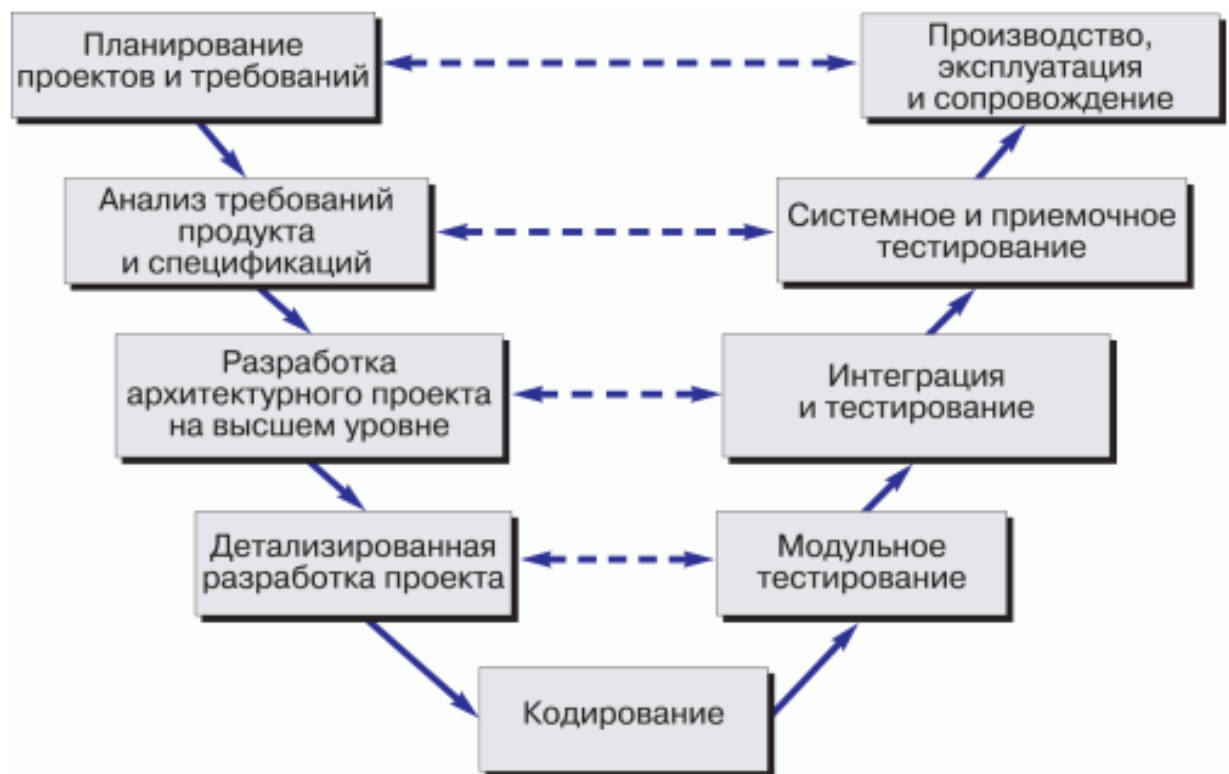 Планирование
проектов и требований
Производство,
эксплуатация
и сопровождение
Анализ требований
продукта
и спецификаций
Системное и приемочное
тестирование
Разработка
архитектурного проекта
на высшем уровне
Интеграция
и тестирование
Детализированная
разработка проекта
Модульное
тестирование
Кодирование